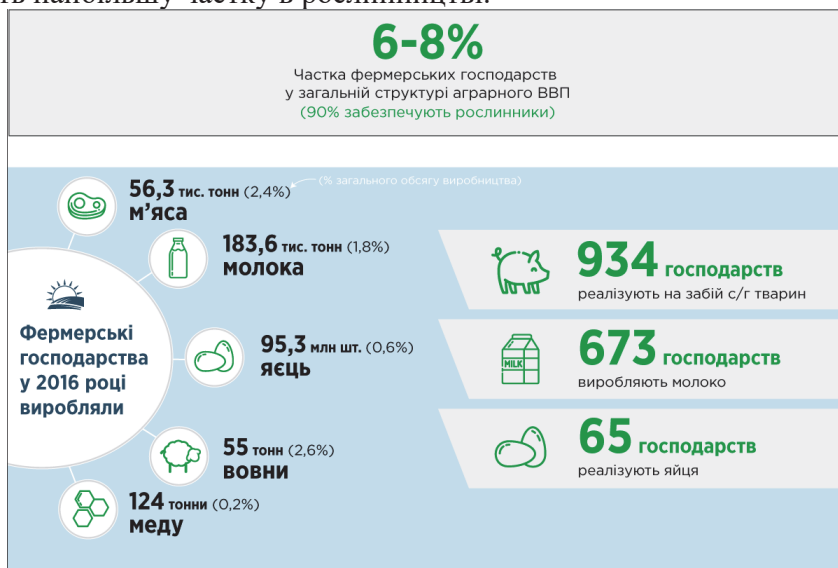 найбільшу частку в рослинництві.
6-8%
Частка фермерських господарств
у загальній структурі аграрного ВВП
(90% забезпечують рослинники)
56,3 тис. тонн (2,4%)
(% загального обсягу виробництва)
м’яса
183,6 тис. тонн (1,8%)
молока
Фермерські
господарства
у 2016 році
виробляли
95,3 млн шт. (0,6%)
яєць
55 тонн (2,6%)
вовни
124 тонни (0,2%)
меду
934 господарств
реалізують на забій с/г тварин
MILK
673 господарств
виробляють молоко
65 господарств
реалізують яйця